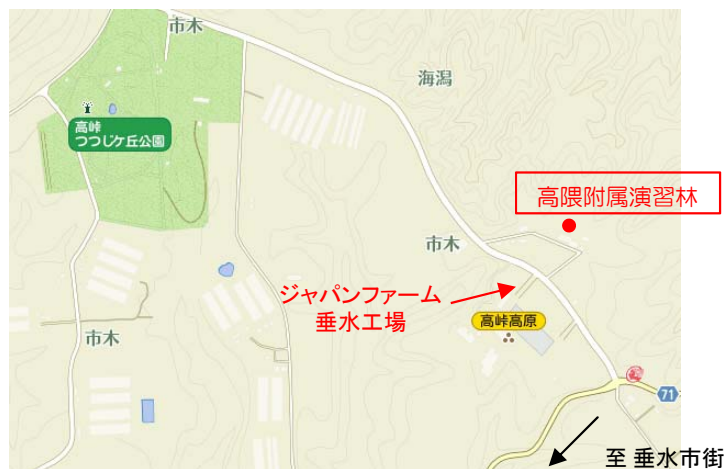 市木
海潟
高峠
つつじケ丘公園
高隈附属演習林
市木
ジャパンファーム
垂水工場
高峠高原
市木
71
至 垂水市街